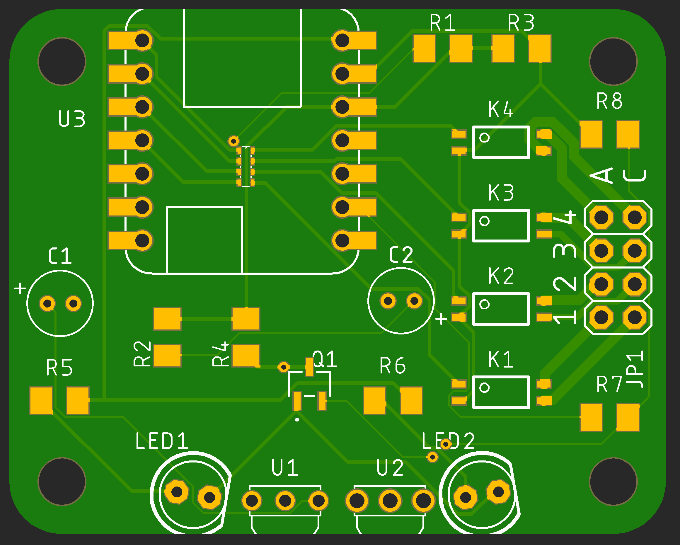 R1 R3
R8
K4
U3
A C
K3
4
3
C1 C2
K2
2
+
+
1
R2 R4
Q1
K1
JP1
R5 R6
R7
LED1 LED2
U1 U2